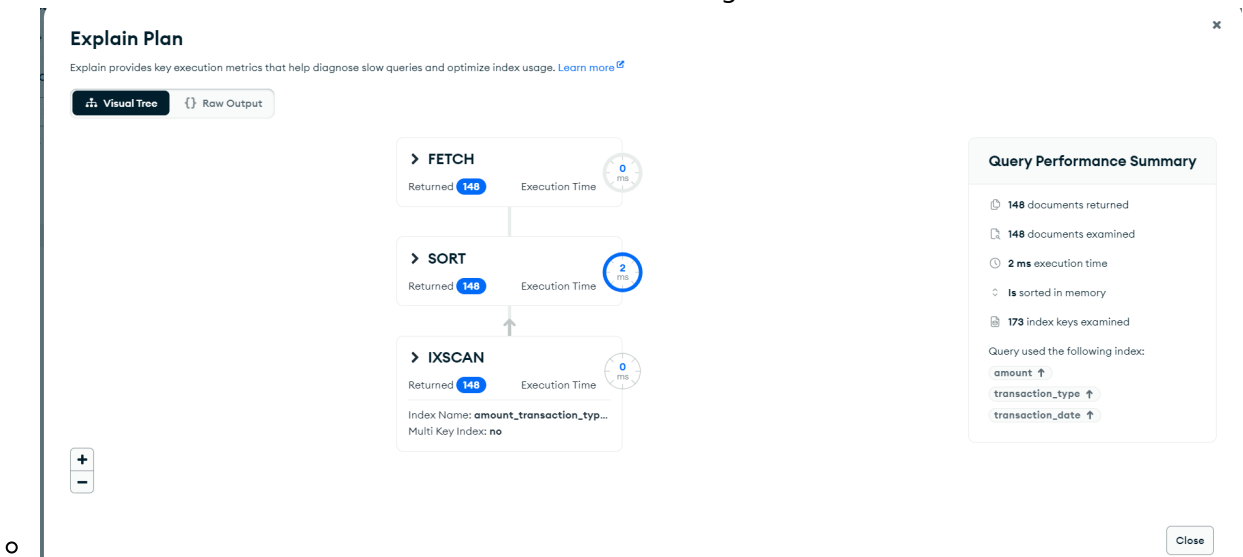 Explain Plan
Explain provides key execution metrics that help diagnose slow queries and optimize index usage. Learn more
Visual Tree
{} Raw Output
FETCH
Returned 148 Execution Time 0 ms
SORT
Returned 148 Execution Time 2 ms
IXSCAN
Returned 148 Execution Time 0 ms
Index Name: amount_transaction_typ...
Multi Key Index: no
Query Performance Summary
148 documents returned
148 documents examined
2 ms execution time
Is sorted in memory
173 index keys examined
Query used the following index:
amount ↑
transaction_type ↑
transaction_date ↑
+
−
Close